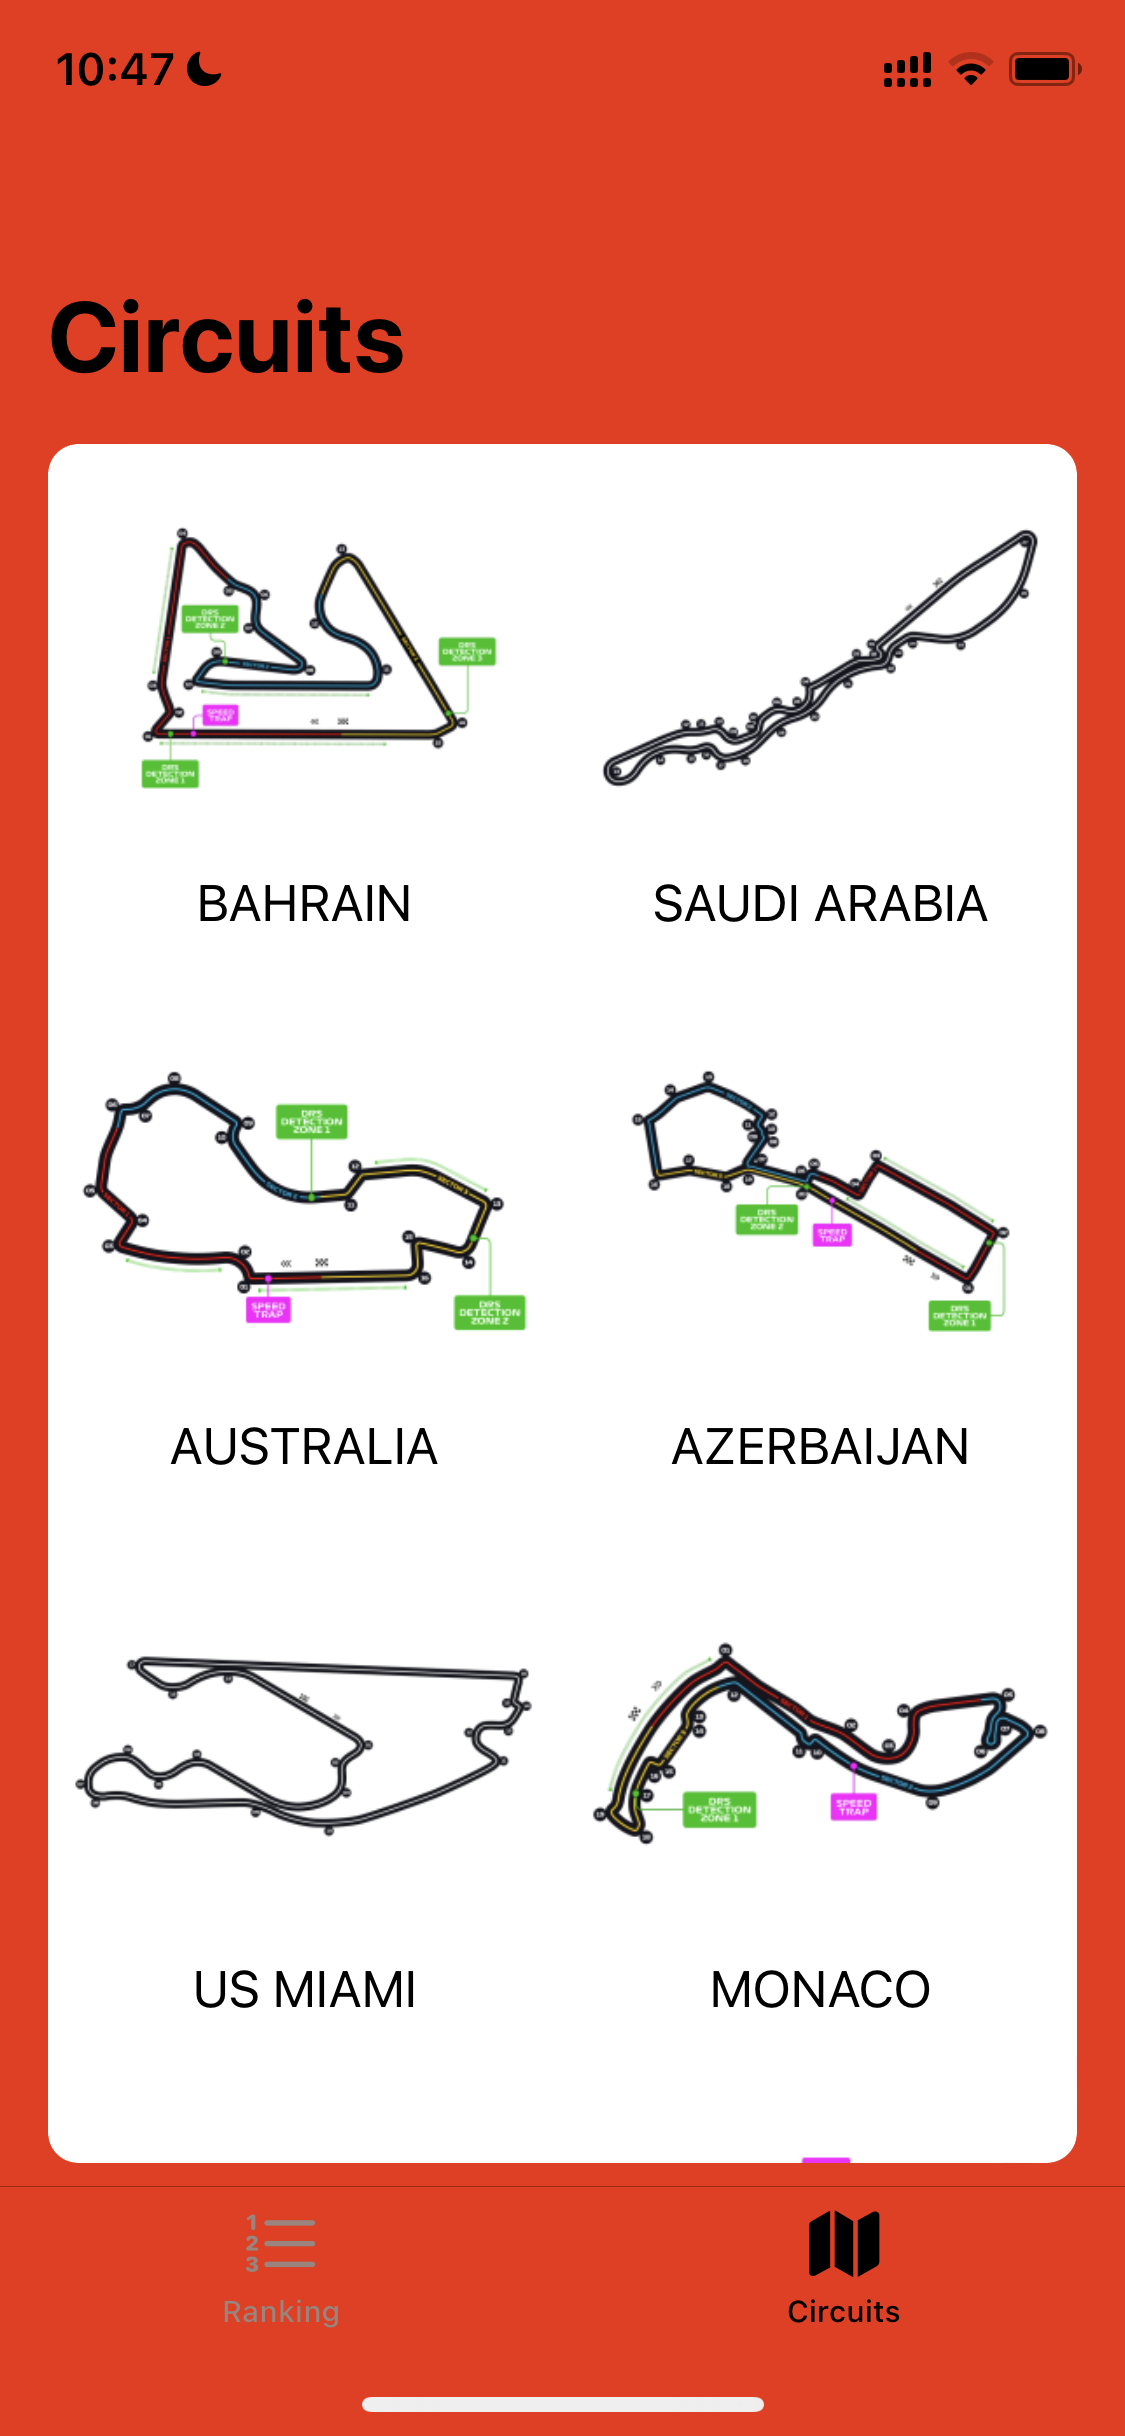 10:47
Circuits
DRS
DETECTION
ZONE 2
DRS
DETECTION
ZONE 3
SPEED
TRAP
DRS
DETECTION
ZONE 1
BAHRAIN
SAUDI ARABIA
DRS
DETECTION
ZONE 1
SPEED
TRAP
DRS
DETECTION
ZONE 2
DRS
DETECTION
ZONE 2
SPEED
TRAP
DRS
DETECTION
ZONE 1
AUSTRALIA
AZERBAIJAN
DRS
DETECTION
ZONE 1
SPEED
TRAP
US MIAMI
MONACO
1
2
3
Ranking
Circuits